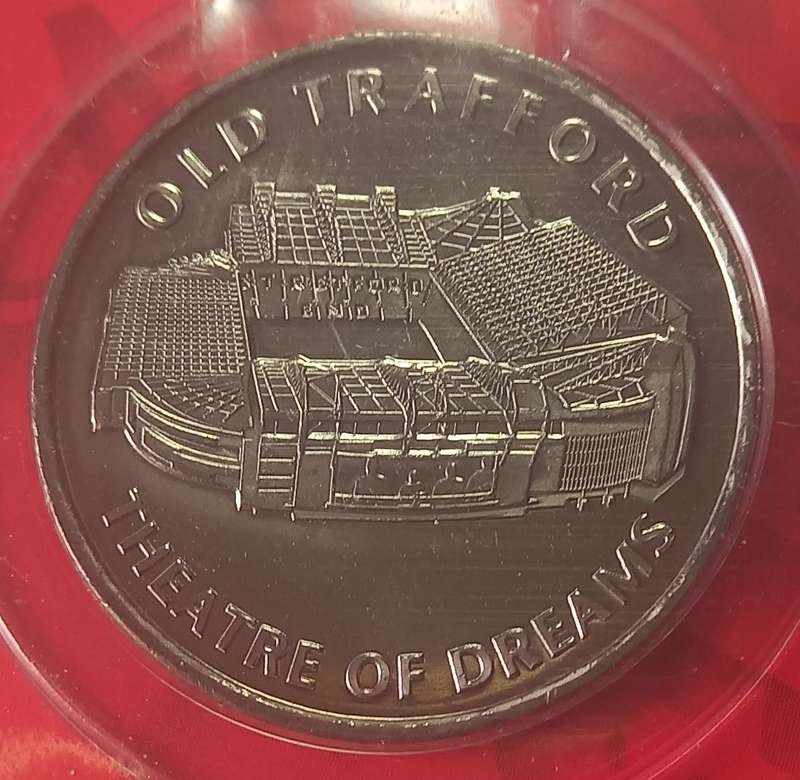 OLD TRAFFORD
STRETFORD
END
THEATRE OF DREAMS